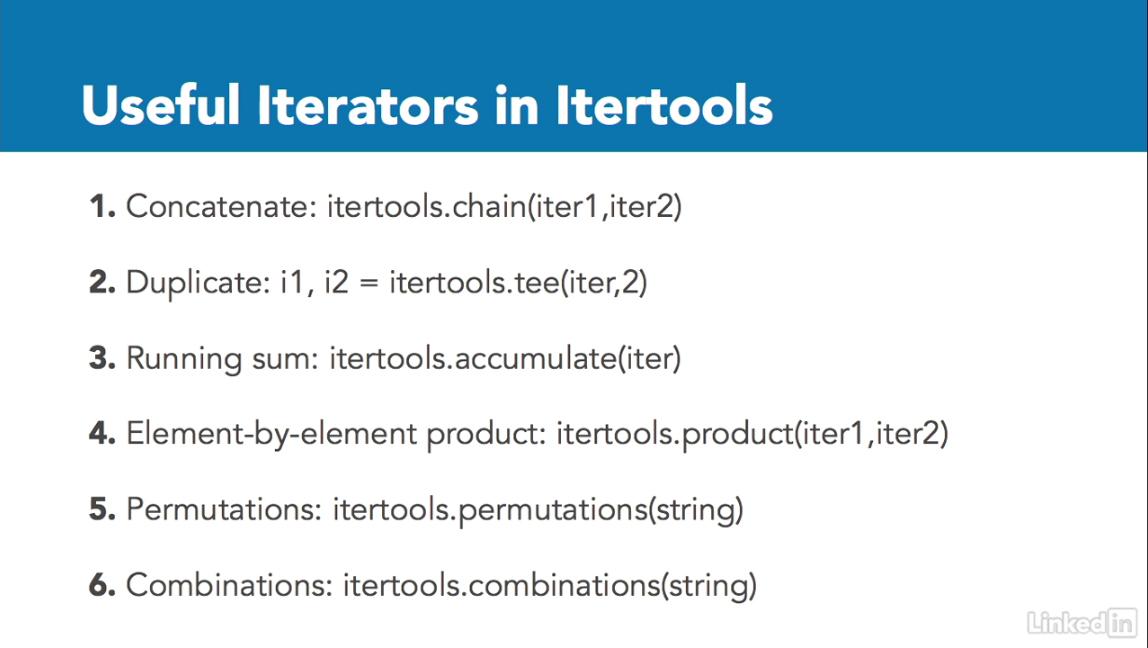 Useful Iterators in Itertools
1. Concatenate: itertools.chain(iter1,iter2)
2. Duplicate: i1, i2 = itertools.tee(iter,2)
3. Running sum: itertools.accumulate(iter)
4. Element-by-element product: itertools.product(iter1,iter2)
5. Permutations: itertools.permutations(string)
6. Combinations: itertools.combinations(string)
Linked in